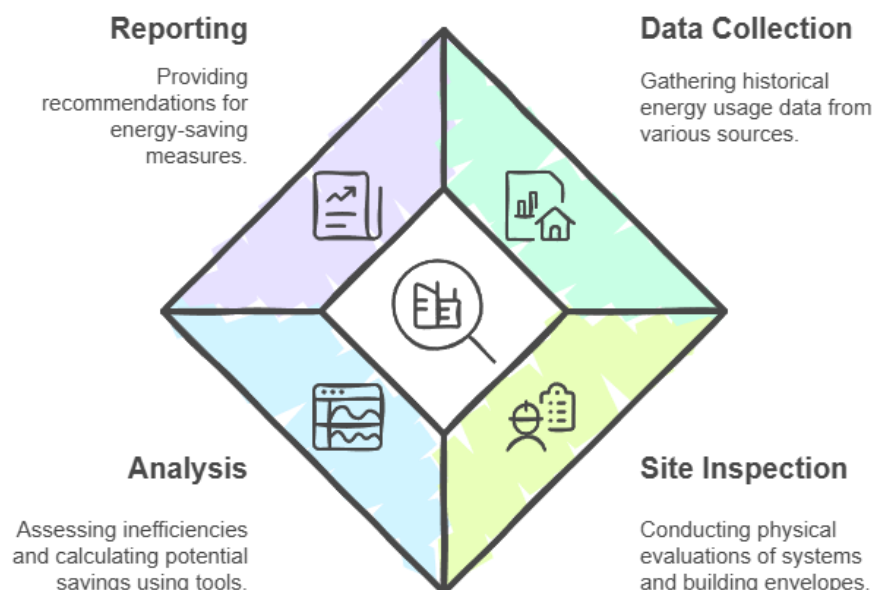 Reporting
Providing
recommendations for
energy-saving
measures.
Data Collection
Gathering historical
energy usage data from
various sources.
Analysis
Assessing inefficiencies
and calculating potential
savings using tools.
Site Inspection
Conducting physical
evaluations of systems
and building envelopes.